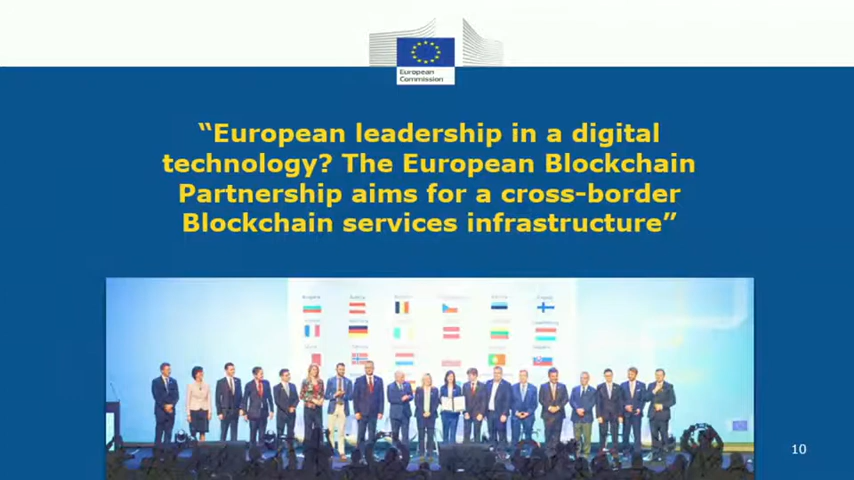 European
Commission
“European leadership in a digital
technology? The European Blockchain
Partnership aims for a cross-border
Blockchain services infrastructure”
10